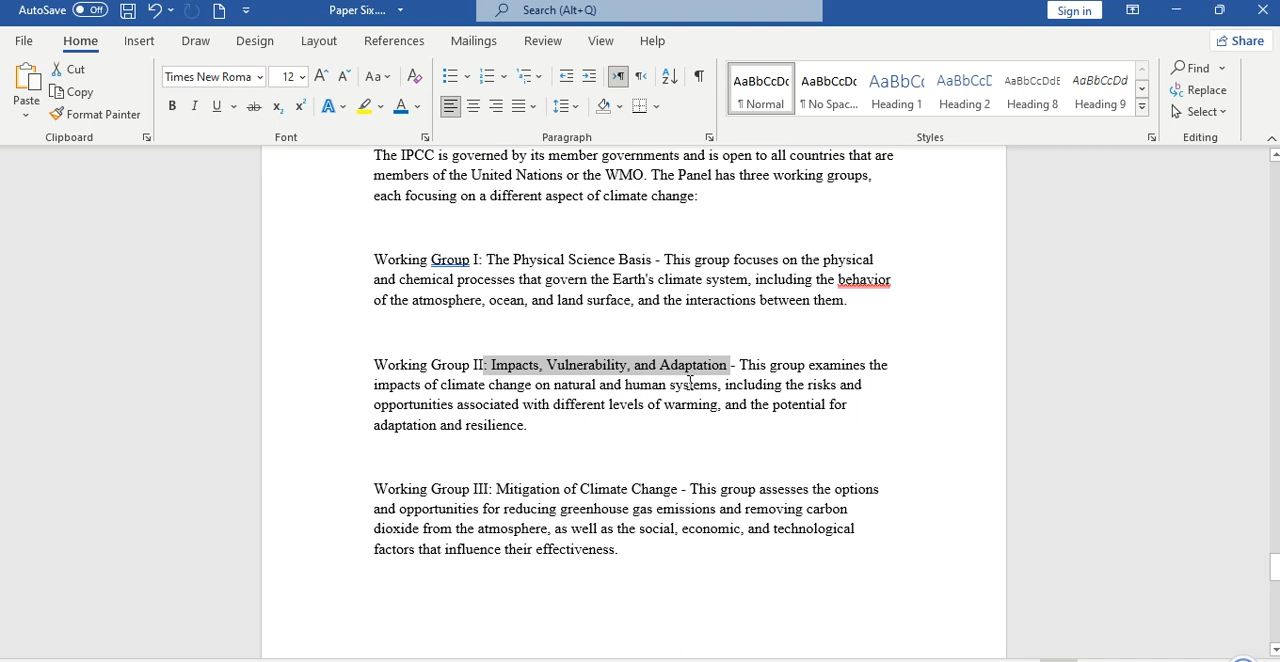 AutoSave Off Paper Six.... Search (Alt+Q) Sign in
File Home Insert Draw Design Layout References Mailings Review View Help Share
Paste Cut Copy Format Painter
Clipboard
Times New Roma 12 A A Aa A
B I U ab x₂ x² A A
Font
Paragraph
AaBbCcDc AaBbCcDc AaBbC AaBbCcD AaBbCcDdE AaBbCcDd
¶ Normal ¶ No Spac... Heading 1 Heading 2 Heading 8 Heading 9
Styles
Find
Replace
Select
Editing
The IPCC is governed by its member governments and is open to all countries that are
members of the United Nations or the WMO. The Panel has three working groups,
each focusing on a different aspect of climate change:
Working Group I: The Physical Science Basis - This group focuses on the physical
and chemical processes that govern the Earth's climate system, including the behavior
of the atmosphere, ocean, and land surface, and the interactions between them.
Working Group II: Impacts, Vulnerability, and Adaptation - This group examines the
impacts of climate change on natural and human systems, including the risks and
opportunities associated with different levels of warming, and the potential for
adaptation and resilience.
Working Group III: Mitigation of Climate Change - This group assesses the options
and opportunities for reducing greenhouse gas emissions and removing carbon
dioxide from the atmosphere, as well as the social, economic, and technological
factors that influence their effectiveness.